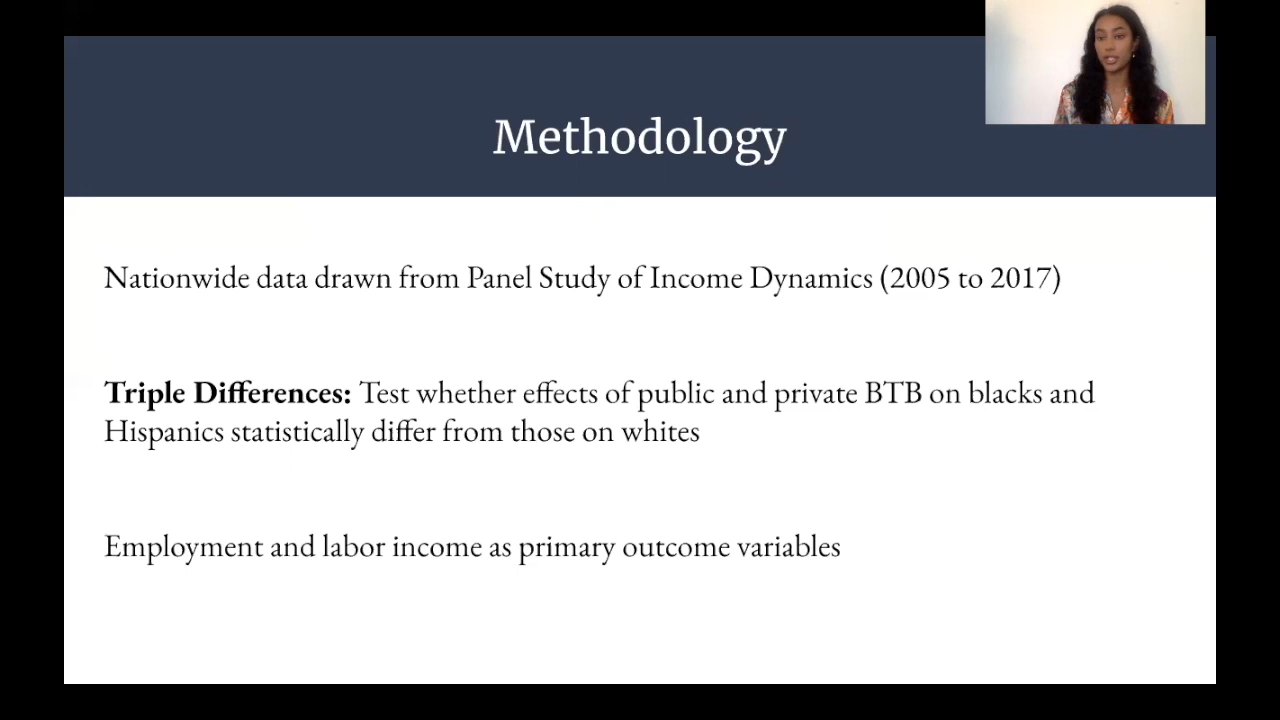 Methodology
Nationwide data drawn from Panel Study of Income Dynamics (2005 to 2017)
Triple Differences: Test whether effects of public and private BTB on blacks and
Hispanics statistically differ from those on whites
Employment and labor income as primary outcome variables